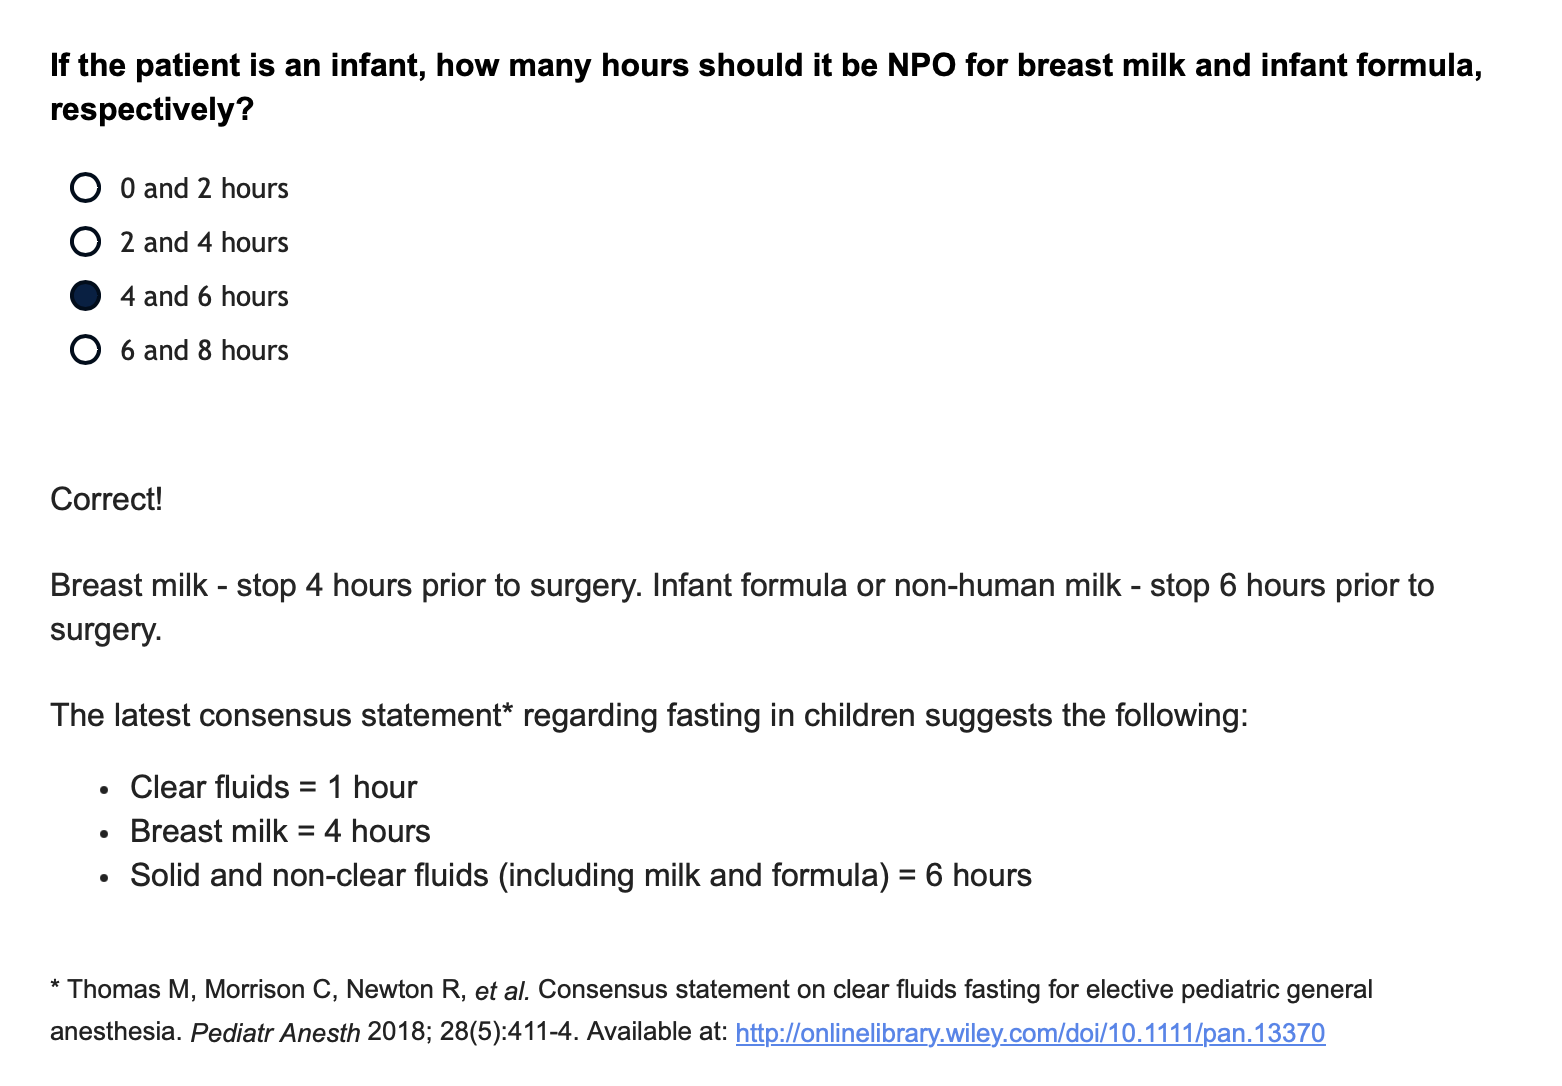 If the patient is an infant, how many hours should it be NPO for breast milk and infant formula,
respectively?
0 and 2 hours
2 and 4 hours
4 and 6 hours
6 and 8 hours
Correct!
Breast milk - stop 4 hours prior to surgery. Infant formula or non-human milk - stop 6 hours prior to
surgery.
The latest consensus statement* regarding fasting in children suggests the following:
• Clear fluids = 1 hour
• Breast milk = 4 hours
• Solid and non-clear fluids (including milk and formula) = 6 hours
* Thomas M, Morrison C, Newton R, et al. Consensus statement on clear fluids fasting for elective pediatric general
anesthesia. Pediatr Anesth 2018; 28(5):411-4. Available at: http://onlinelibrary.wiley.com/doi/10.1111/pan.13370